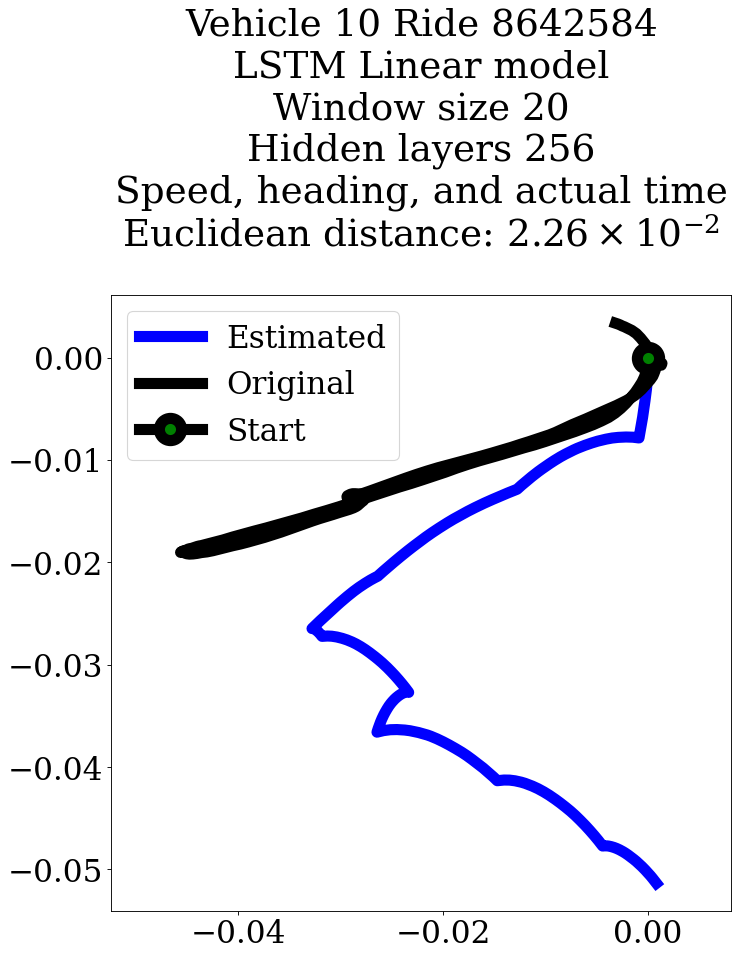 Vehicle 10 Ride 8642584
LSTM Linear model
Window size 20
Hidden layers 256
Speed, heading, and actual time
Euclidean distance: 2.26 × 10⁻²
Estimated
Original
Start
0.00
−0.01
−0.02
−0.03
−0.04
−0.05
−0.04 −0.02 0.00